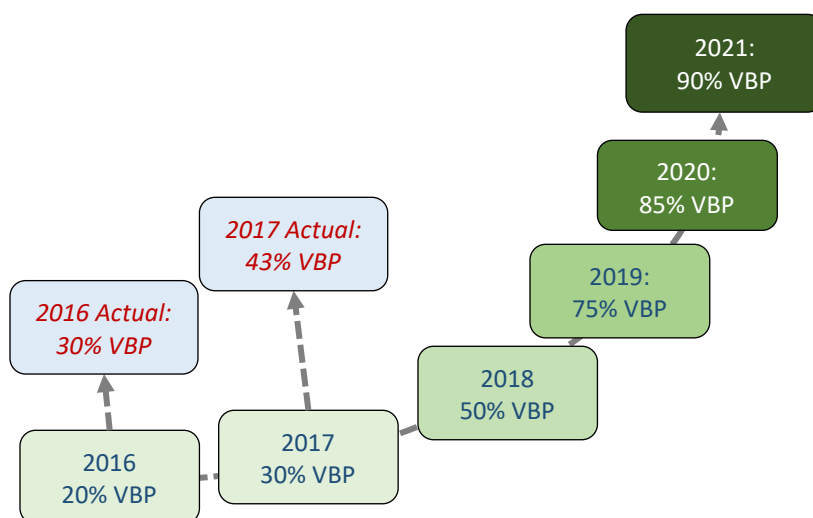 2021:
90% VBP
2020:
85% VBP
2017 Actual:
43% VBP
2019:
75% VBP
2016 Actual:
30% VBP
2018
50% VBP
2017
30% VBP
2016
20% VBP